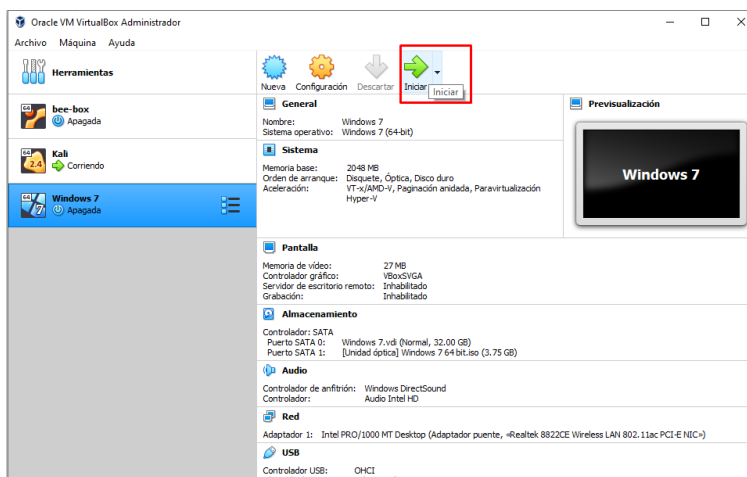 Oracle VM VirtualBox Administrador
Archivo Máquina Ayuda
Herramientas
Nueva Configuración Descartar Iniciar
Iniciar
64
bee-box
Apagada
64
2.4
Kali
Corriendo
64
7
Windows 7
Apagada
General
Nombre: Windows 7
Sistema operativo: Windows 7 (64-bit)
Previsualización
Windows 7
Sistema
Memoria base: 2048 MB
Orden de arranque: Disquete, Óptica, Disco duro
Aceleración: VT-x/AMD-V, Paginación anidada, Paravirtualización
Hyper-V
Pantalla
Memoria de vídeo: 27 MB
Controlador gráfico: VBoxSVGA
Servidor de escritorio remoto: Inhabilitado
Grabación: Inhabilitado
Almacenamiento
Controlador: SATA
Puerto SATA 0: Windows 7.vdi (Normal, 32.00 GB)
Puerto SATA 1: [Unidad óptica] Windows 7 64 bit.iso (3.75 GB)
Audio
Controlador de anfitrión: Windows DirectSound
Controlador: Audio Intel HD
Red
Adaptador 1: Intel PRO/1000 MT Desktop (Adaptador puente, «Realtek 8822CE Wireless LAN 802.11ac PCI-E NIC»)
USB
Controlador USB: OHCI